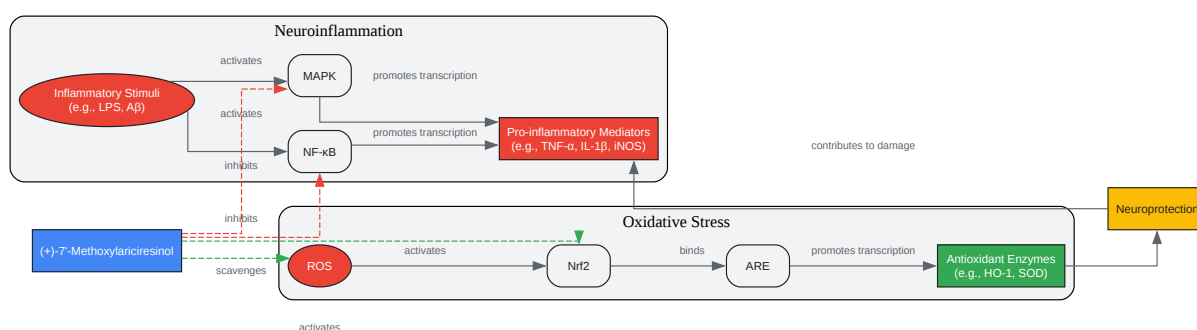 Neuroinflammation
activates
MAPK
promotes transcription
Inflammatory Stimuli
(e.g., LPS, Aβ)
activates
promotes transcription
Pro-inflammatory Mediators
(e.g., TNF-α, IL-1β, iNOS)
NF-κB
contributes to damage
inhibits
Neuroprotection
inhibits
Oxidative Stress
(+)-7'-Methoxylariciresinol
activates
binds
promotes transcription
scavenges
ROS
Nrf2
ARE
Antioxidant Enzymes
(e.g., HO-1, SOD)
activates